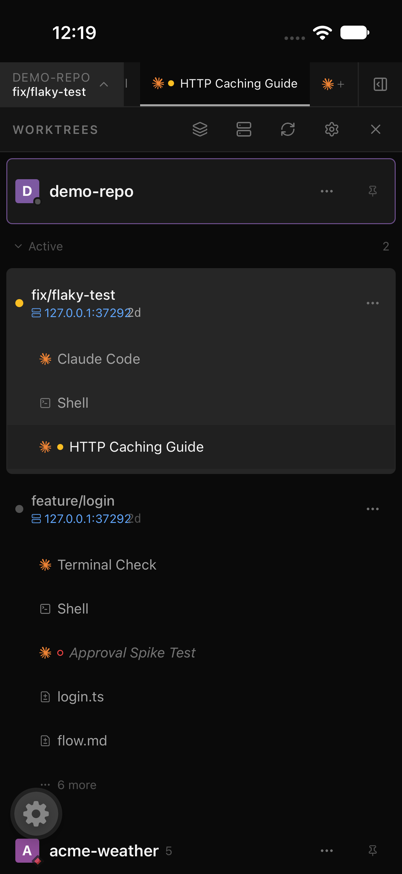 12:19
DEMO-REPO
fix/flaky-test
HTTP Caching Guide
+
WORKTREES
D
demo-repo
Active
2
fix/flaky-test
127.0.0.1:37292
2d
Claude Code
Shell
HTTP Caching Guide
feature/login
127.0.0.1:37292
2d
Terminal Check
Shell
Approval Spike Test
login.ts
flow.md
··· 6 more
A
acme-weather 5